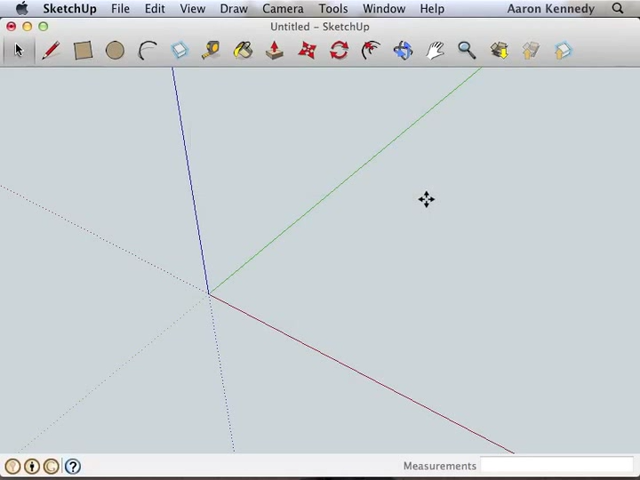 SketchUp File Edit View Draw Camera Tools Window Help Aaron Kennedy
Untitled – SketchUp
Measurements